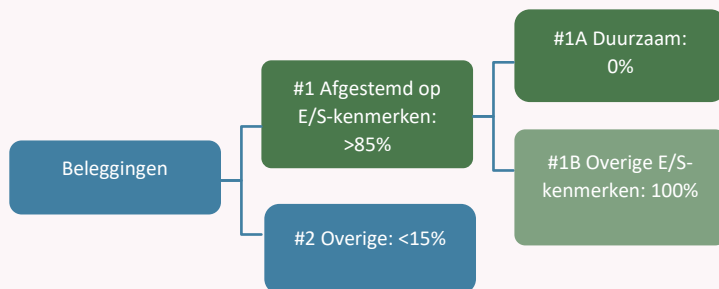 Beleggingen
#1 Afgestemd op
E/S-kenmerken:
>85%
#2 Overige: <15%
#1A Duurzaam:
0%
#1B Overige E/S-
kenmerken: 100%